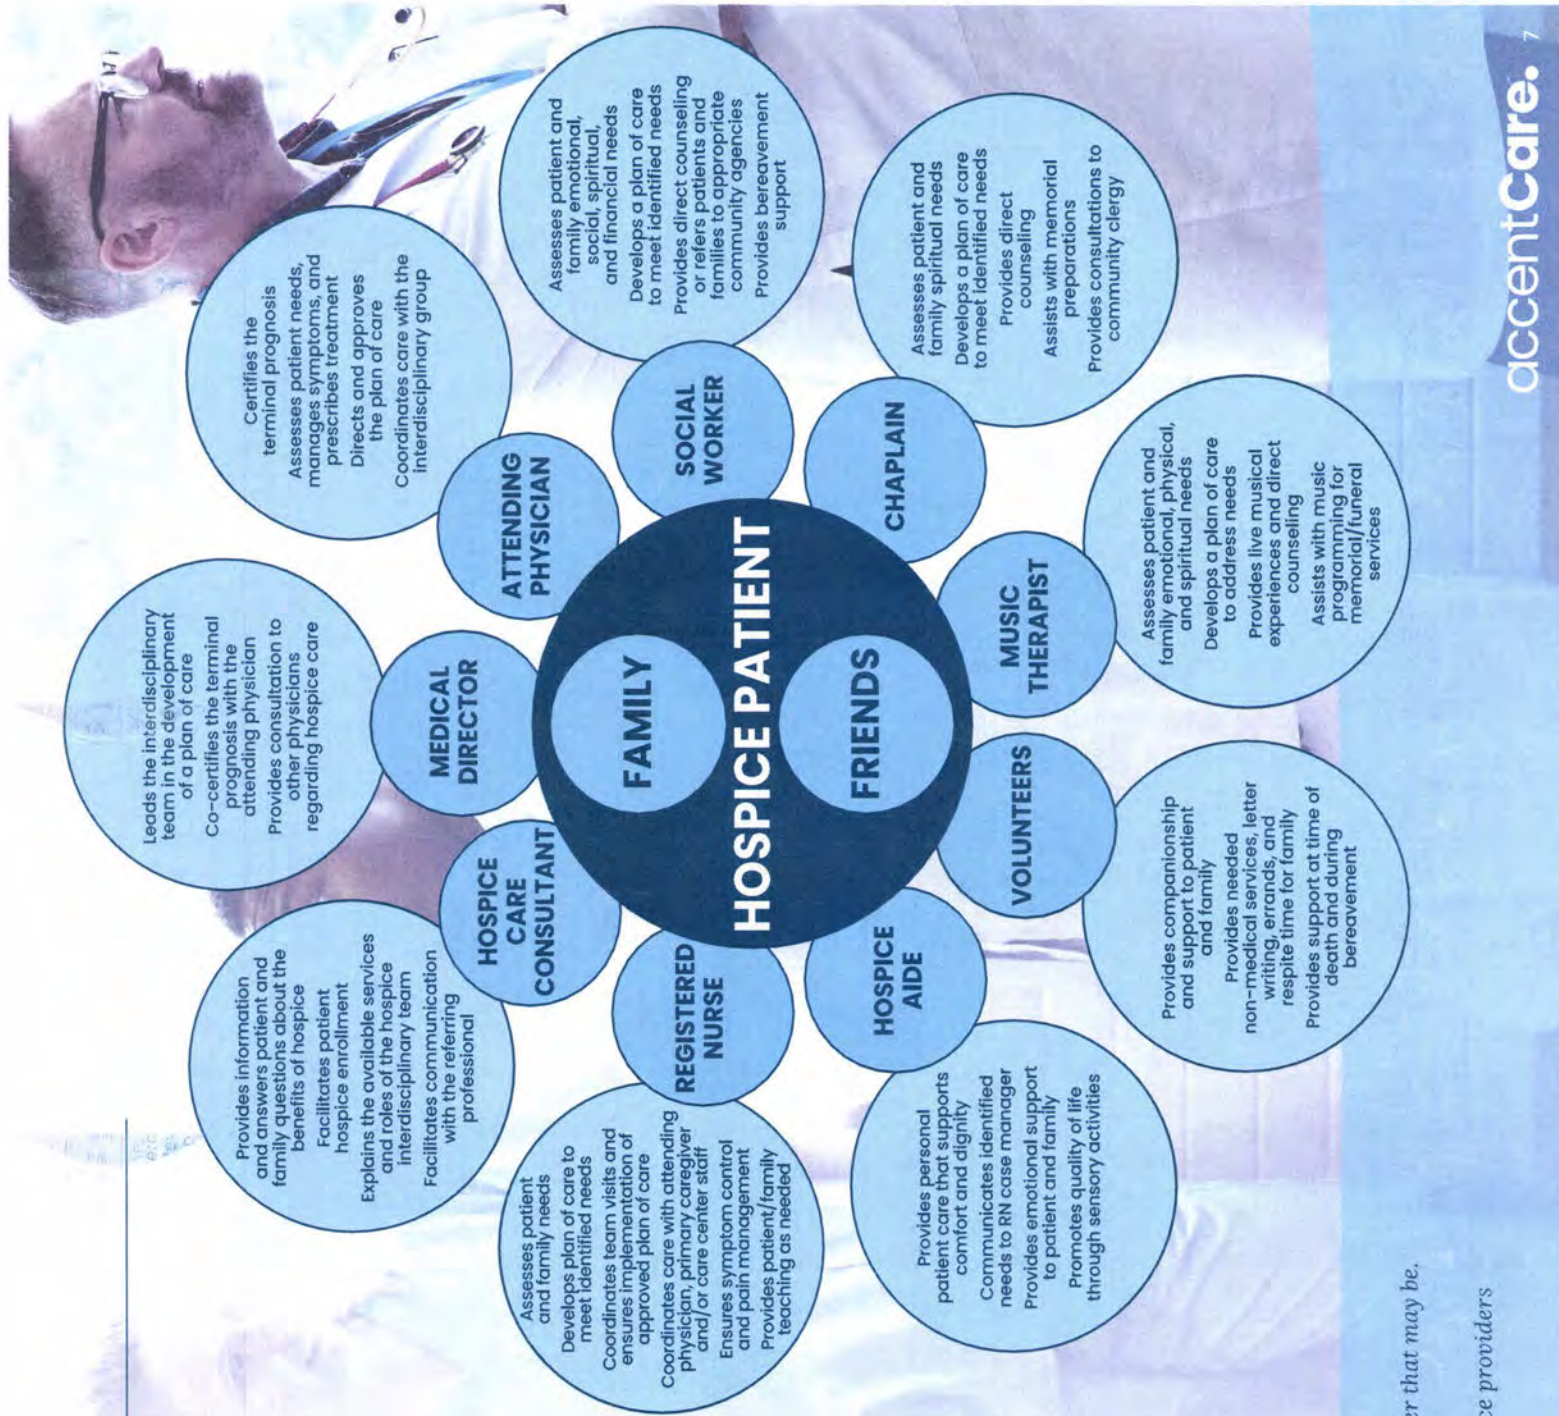 HOSPICE PATIENT
FAMILY
FRIENDS
MEDICAL
DIRECTOR
Leads the interdisciplinary
team in the development
of a plan of care
Co-certifies the terminal
prognosis with the
attending physician
Provides consultation to
other physicians
regarding hospice care
ATTENDING
PHYSICIAN
Certifies the
terminal prognosis
Assesses patient needs,
manages symptoms, and
prescribes treatment
Directs and approves
the plan of care
Coordinates care with the
interdisciplinary group
SOCIAL
WORKER
Assesses patient and
family emotional,
social, spiritual,
and financial needs
Develops a plan of care
to meet identified needs
Provides direct counseling
or refers patients and
families to appropriate
community agencies
Provides bereavement
support
CHAPLAIN
Assesses patient and
family spiritual needs
Develops a plan of care
to meet identified needs
Provides direct
counseling
Assists with memorial
preparations
Provides consultations to
community clergy
MUSIC
THERAPIST
Assesses patient and
family emotional, physical,
and spiritual needs
Develops a plan of care
to address needs
Provides live musical
experiences and direct
counseling
Assists with music
programming for
memorial/funeral
services
VOLUNTEERS
Provides companionship
and support to patient
and family
Provides needed
non-medical services, letter
writing, errands, and
respite time for family
Provides support at time of
death and during
bereavement
HOSPICE
AIDE
Provides personal
patient care that supports
comfort and dignity
Communicates identified
needs to RN case manager
Provides emotional support
to patient and family
Promotes quality of life
through sensory activities
REGISTERED
NURSE
Assesses patient
and family needs
Develops plan of care to
meet identified needs
Coordinates team visits and
ensures implementation of
approved plan of care
Coordinates care with attending
physician, primary caregiver
and/or care center staff
Ensures symptom control
and pain management
Provides patient/family
teaching as needed
HOSPICE
CARE
CONSULTANT
Provides information
and answers patient and
family questions about the
benefits of hospice
Facilitates patient
hospice enrollment
Explains the available services
and roles of the hospice
interdisciplinary team
Facilitates communication
with the referring
professional
that may be.
providers
accentCare. 7